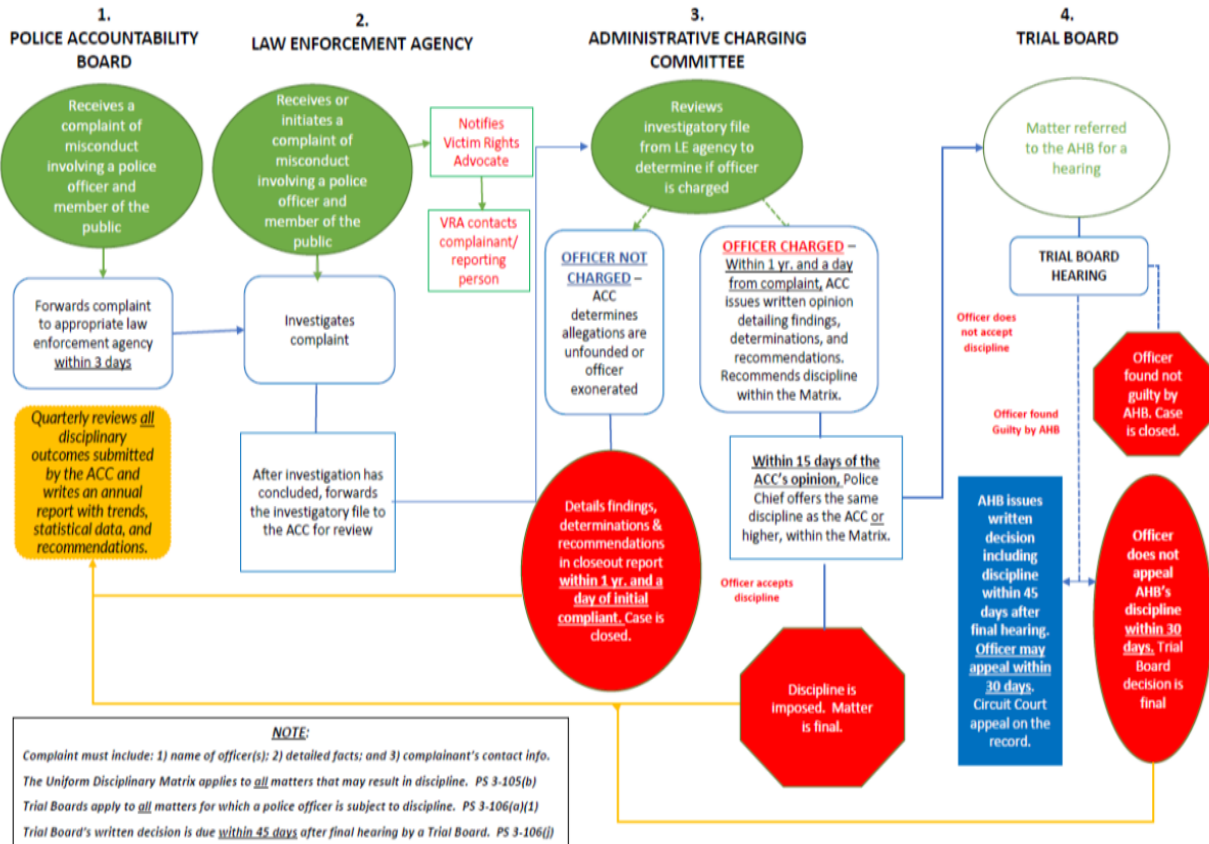 1.
POLICE ACCOUNTABILITY
BOARD
Receives a
complaint of
misconduct
involving a police
officer and
member of the
public
Forwards complaint
to appropriate law
enforcement agency
within 3 days
Quarterly reviews all
disciplinary
outcomes submitted
by the ACC and
writes an annual
report with trends,
statistical data, and
recommendations.
2.
LAW ENFORCEMENT AGENCY
Receives or
initiates a
complaint of
misconduct
involving a police
officer and
member of the
public
Notifies
Victim Rights
Advocate
VRA contacts
complainant/
reporting
person
Investigates
complaint
After investigation has
concluded, forwards
the investigatory file to
the ACC for review
3.
ADMINISTRATIVE CHARGING
COMMITTEE
Reviews
investigatory file
from LE agency to
determine if officer
is charged
OFFICER NOT
CHARGED –
ACC
determines
allegations are
unfounded or
officer
exonerated
Details findings,
determinations &
recommendations
in closeout report
within 1 yr. and a
day of initial
compliant. Case is
closed.
OFFICER CHARGED –
Within 1 yr. and a day
from complaint, ACC
issues written opinion
detailing findings,
determinations, and
recommendations.
Recommends discipline
within the Matrix.
Within 15 days of the
ACC's opinion, Police
Chief offers the same
discipline as the ACC or
higher, within the Matrix.
Officer accepts
discipline
Discipline is
imposed. Matter
is final.
4.
TRIAL BOARD
Matter referred
to the AHB for a
hearing
TRIAL BOARD
HEARING
Officer does
not accept
discipline
Officer found
Guilty by AHB
Officer
found not
guilty by
AHB. Case
is closed.
AHB issues
written
decision
including
discipline
within 45
days after
final hearing.
Officer may
appeal within
30 days.
Circuit Court
appeal on the
record.
Officer
does not
appeal
AHB's
discipline
within 30
days. Trial
Board
decision is
final
NOTE:
Complaint must include: 1) name of officer(s); 2) detailed facts; and 3) complainant's contact info.
The Uniform Disciplinary Matrix applies to all matters that may result in discipline. PS 3-105(b)
Trial Boards apply to all matters for which a police officer is subject to discipline. PS 3-106(a)(1)
Trial Board's written decision is due within 45 days after final hearing by a Trial Board. PS 3-106(j)